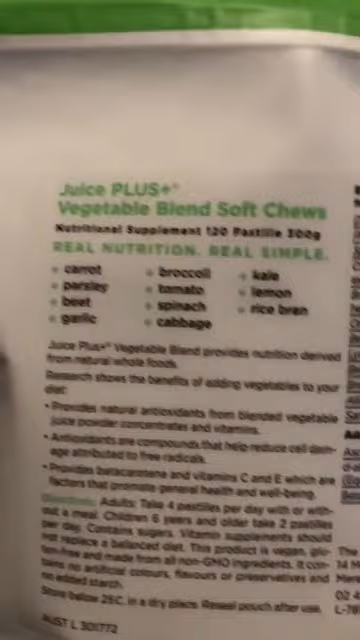 Juice PLUS+®
Vegetable Blend Soft Chews
Nutritional Supplement 120 Pastille 300g
REAL NUTRITION. REAL SIMPLE.
• carrot • broccoli • kale
• parsley • tomato • lemon
• beet • spinach • rice bran
• garlic • cabbage
Juice Plus+® Vegetable Blend provides nutrition derived
from natural whole foods.
Research shows the benefits of adding vegetables to your
diet:
• Provides natural antioxidants from blended vegetable
juice powder concentrates and vitamins.
• Antioxidants are compounds that help reduce cell dam-
age attributed to free radicals.
• Provides betacarotene and vitamins C and E which are
factors that promote general health and well-being.
Directions: Adults: Take 4 pastilles per day with or with-
out a meal. Children 6 years and older take 2 pastilles
per day. Contains sugars. Vitamin supplements should
not replace a balanced diet. This product is vegan, glu-
ten-free and made from all non-GMO ingredients. It con-
tains no artificial colours, flavours or preservatives and
no added starch.
Store below 25C, in a dry place. Reseal pouch after use.
AUST L 301772